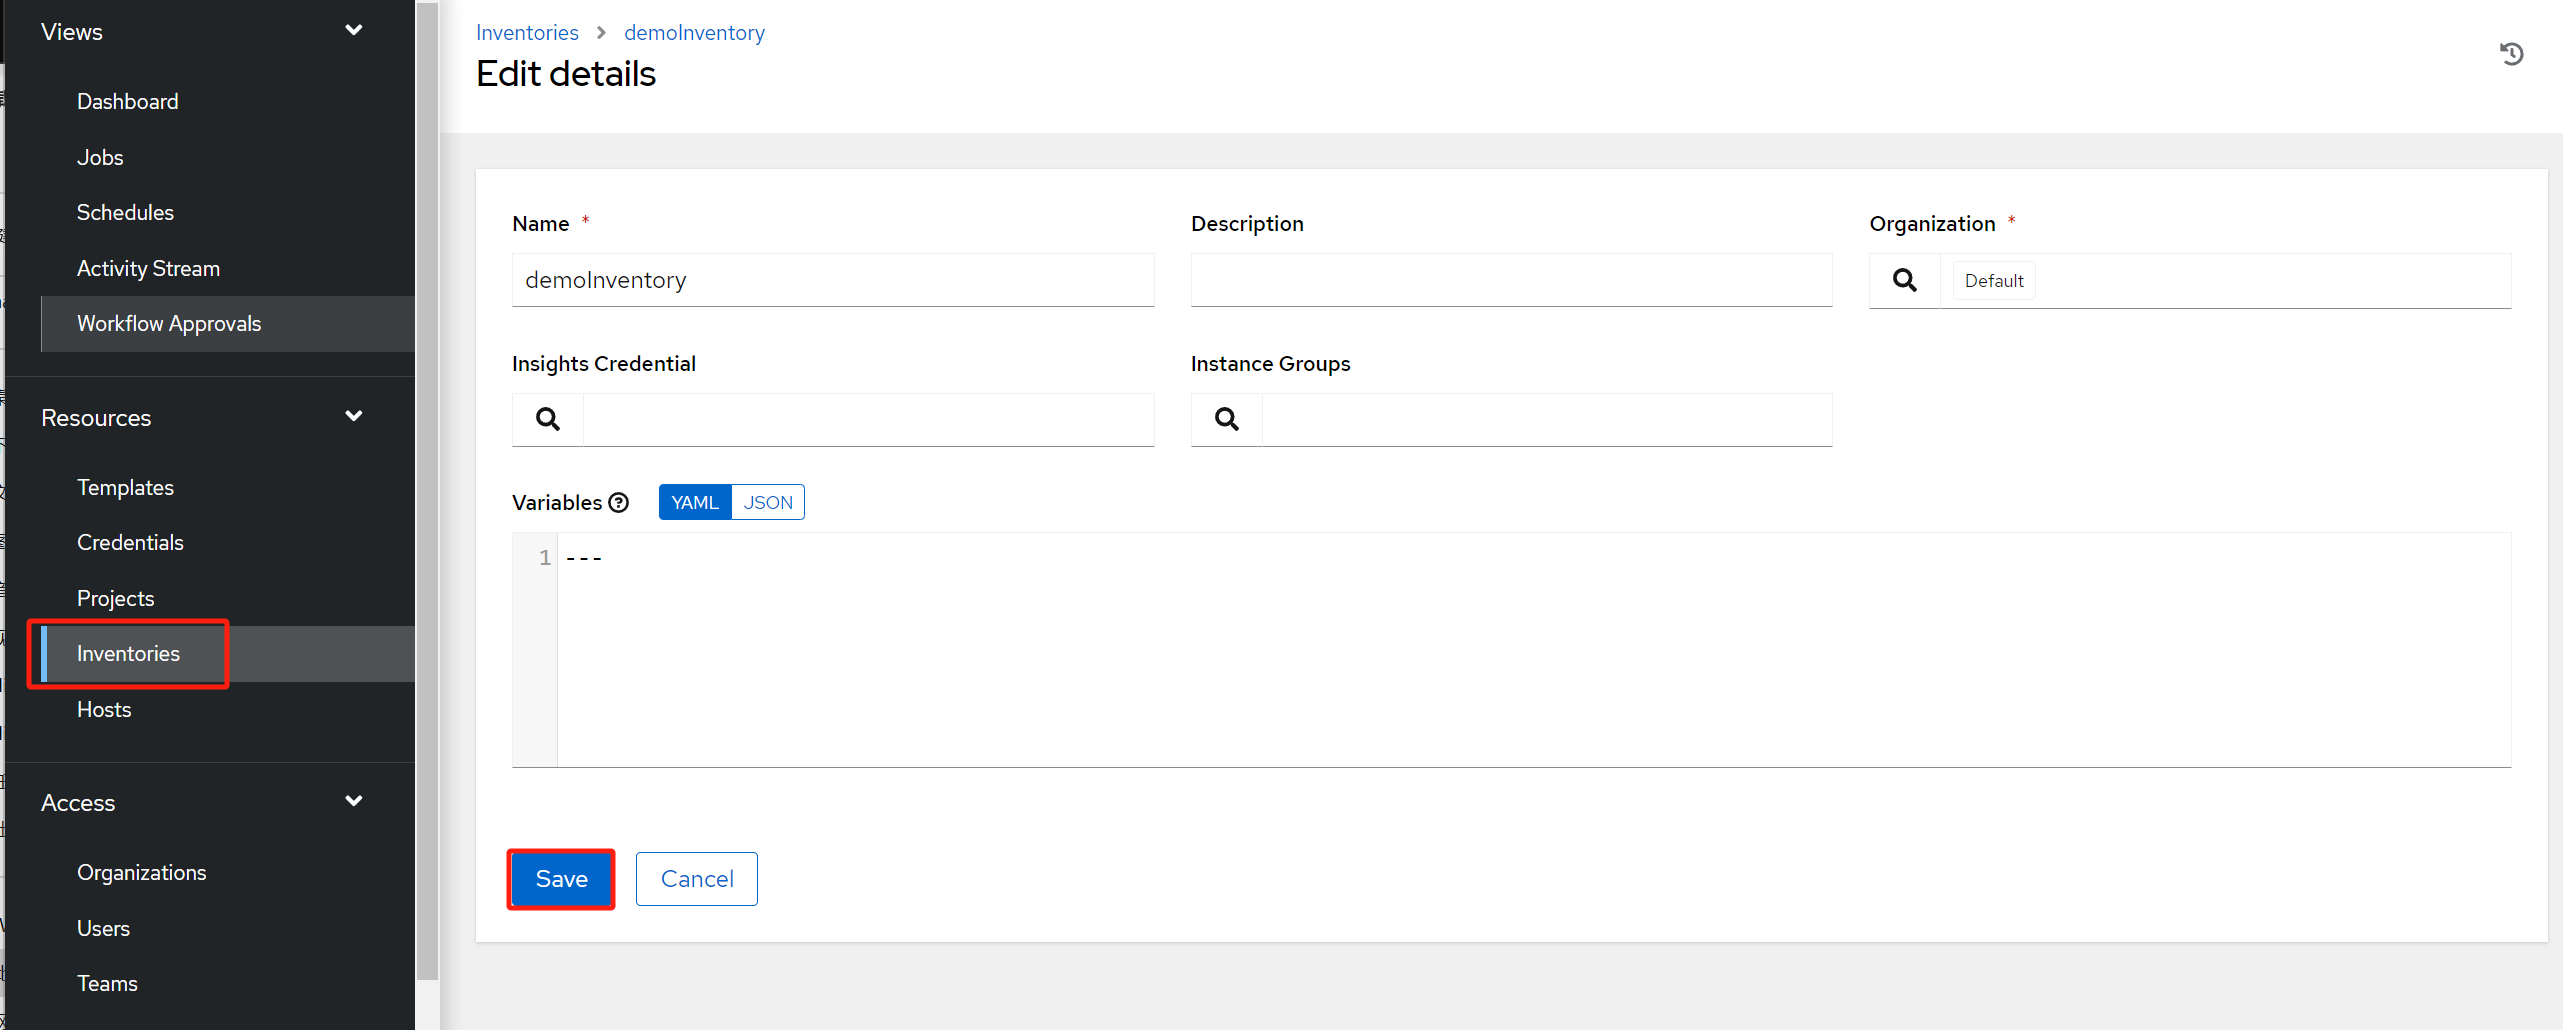 Views
Dashboard
Jobs
Schedules
Activity Stream
Workflow Approvals
Resources
Templates
Credentials
Projects
Inventories
Hosts
Access
Organizations
Users
Teams
Inventories > demoInventory
Edit details
Name *
demoInventory
Description
Organization *
Default
Insights Credential
Instance Groups
Variables
YAML JSON
1 ---
Save Cancel